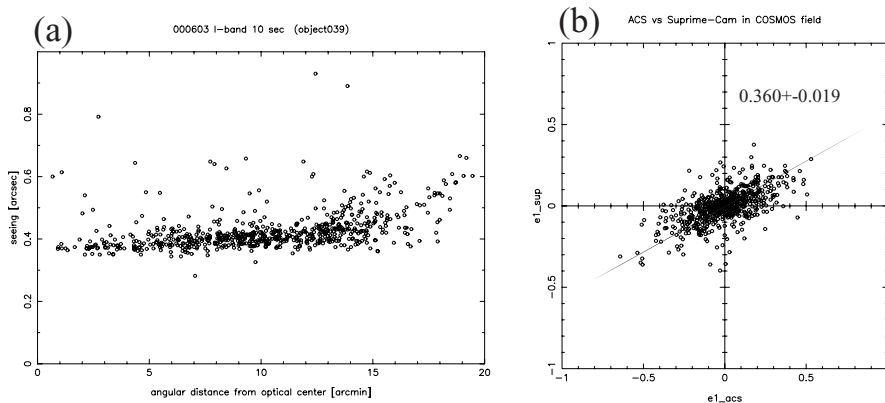 (a)
000603 I-band 10 sec (object039)
seeing [arcsec]
0
0.2
0.4
0.6
0.8
0
5
10
15
20
angular distance from optical center [arcmin]
(b)
ACS vs Suprime-Cam in COSMOS field
0.360+-0.019
e1_sup
1
0.5
0
-0.5
-1
-1
-0.5
0
0.5
e1_acs